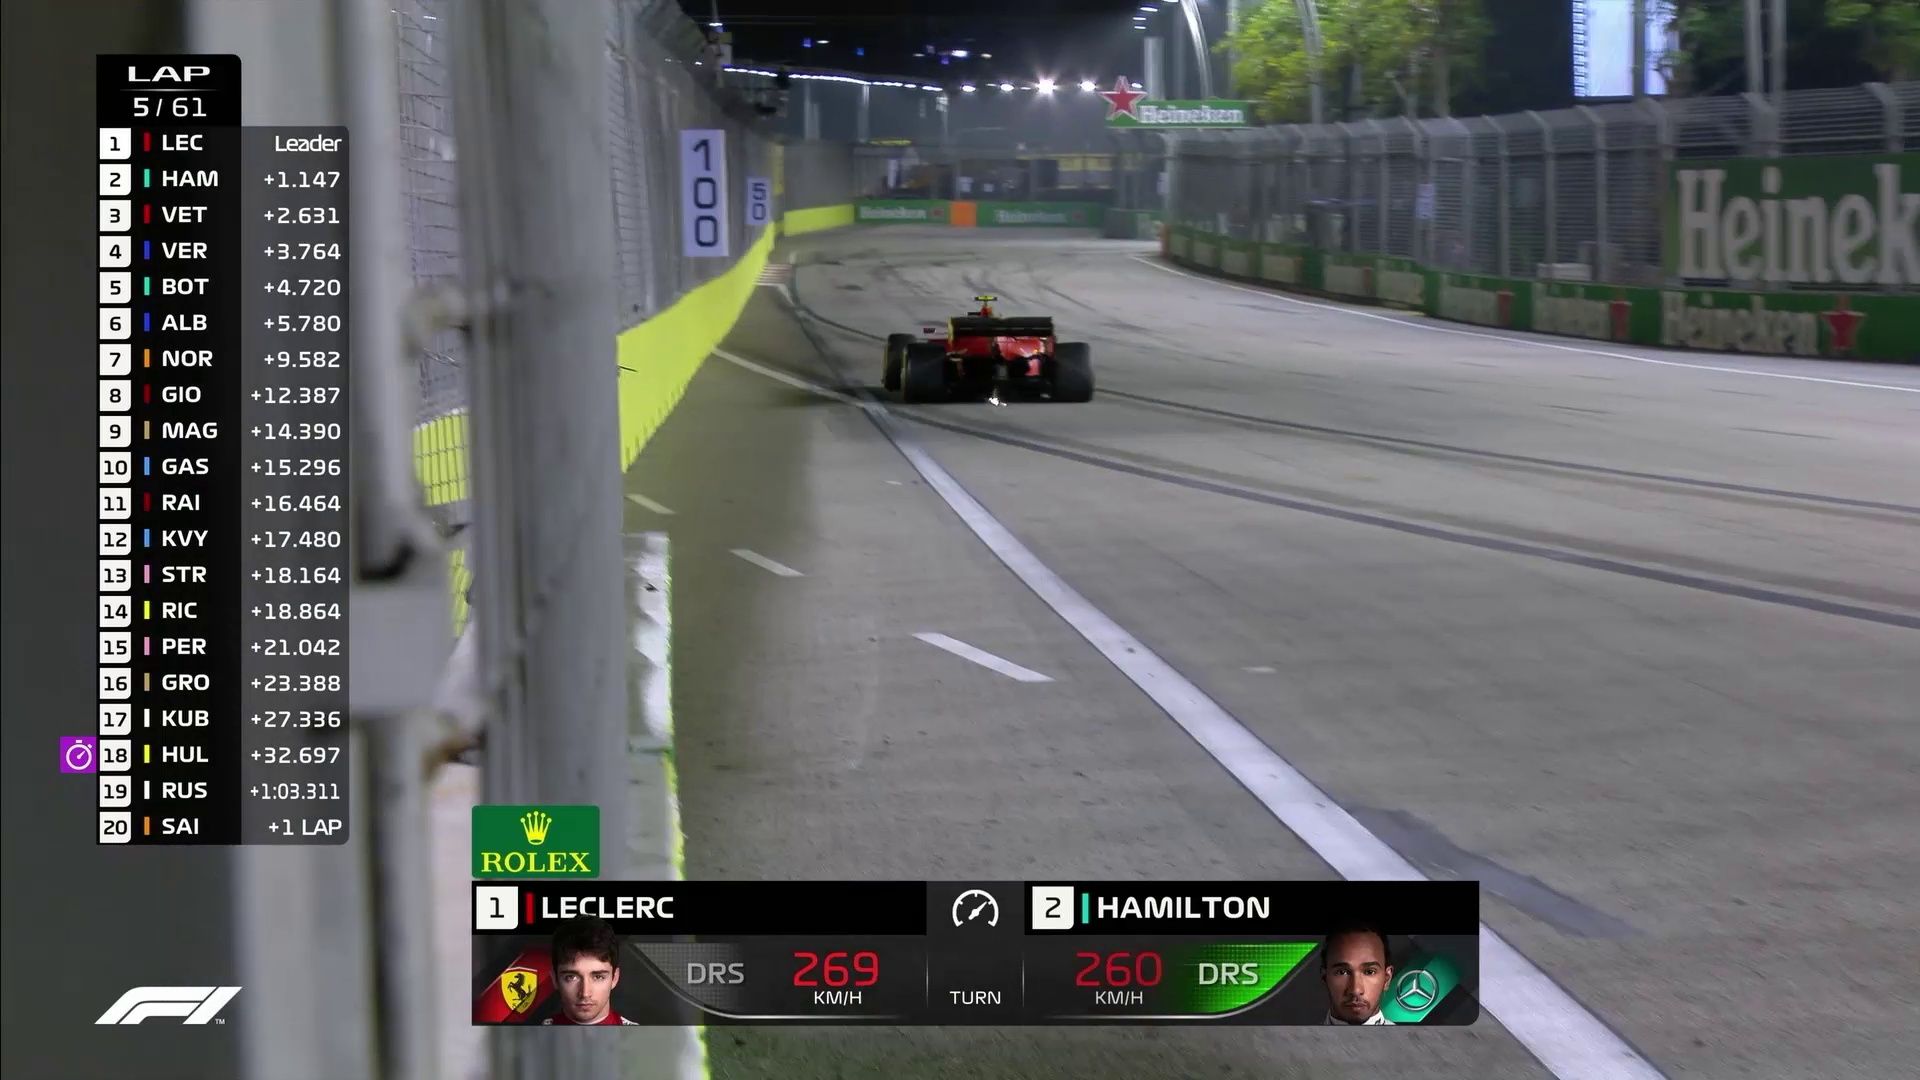 LAP
5 / 61
1 LEC Leader
2 HAM +1.147
3 VET +2.631
4 VER +3.764
5 BOT +4.720
6 ALB +5.780
7 NOR +9.582
8 GIO +12.387
9 MAG +14.390
10 GAS +15.296
11 RAI +16.464
12 KVY +17.480
13 STR +18.164
14 RIC +18.864
15 PER +21.042
16 GRO +23.388
17 KUB +27.336
18 HUL +32.697
19 RUS +1:03.311
20 SAI +1 LAP
100
50
Heineken
Heineken
Heineken
Heinek
Heineken
Heineken
Heineken
ROLEX
1 LECLERC
2 HAMILTON
DRS 269 KM/H
TURN
260 KM/H DRS
F1 TM